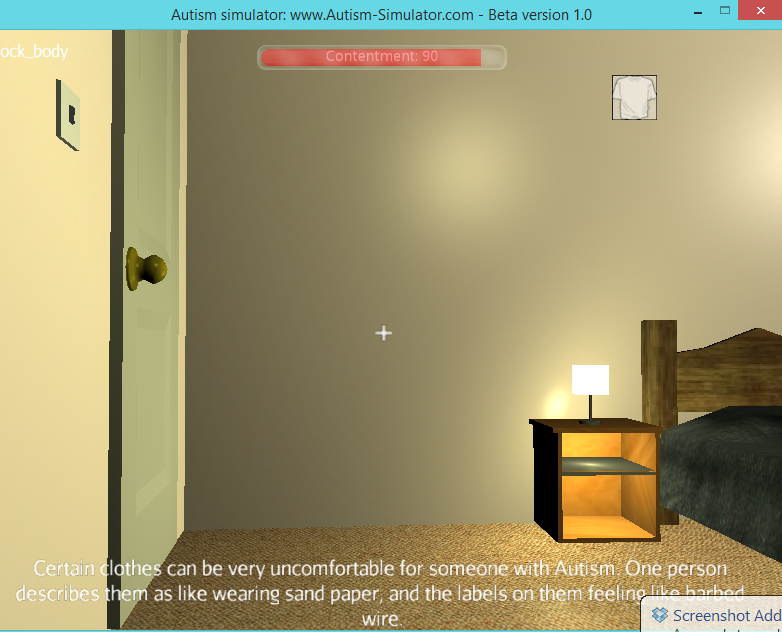 Autism simulator: www.Autism-Simulator.com - Beta version 1.0
ock_body
Contentment: 90
Certain clothes can be very uncomfortable for someone with Autism. One person
describes them as like wearing sand paper, and the labels on them feeling like barbed
wire.
Screenshot Add